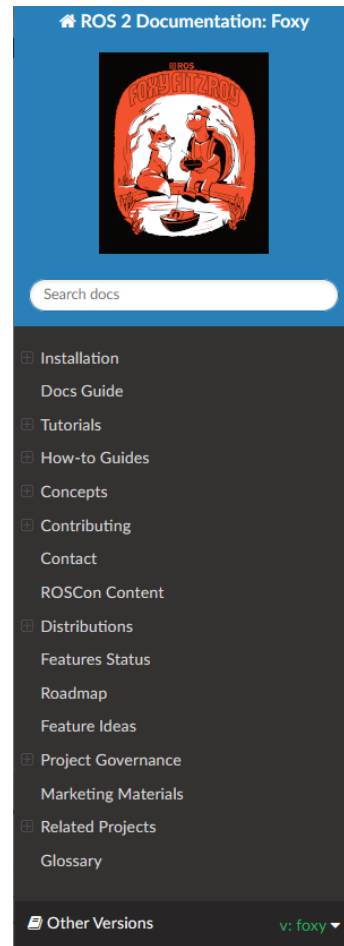 ROS 2 Documentation: Foxy
ROS
FOXY FITZROY
Search docs
Installation
Docs Guide
Tutorials
How-to Guides
Concepts
Contributing
Contact
ROSCon Content
Distributions
Features Status
Roadmap
Feature Ideas
Project Governance
Marketing Materials
Related Projects
Glossary
Other Versions
v: foxy